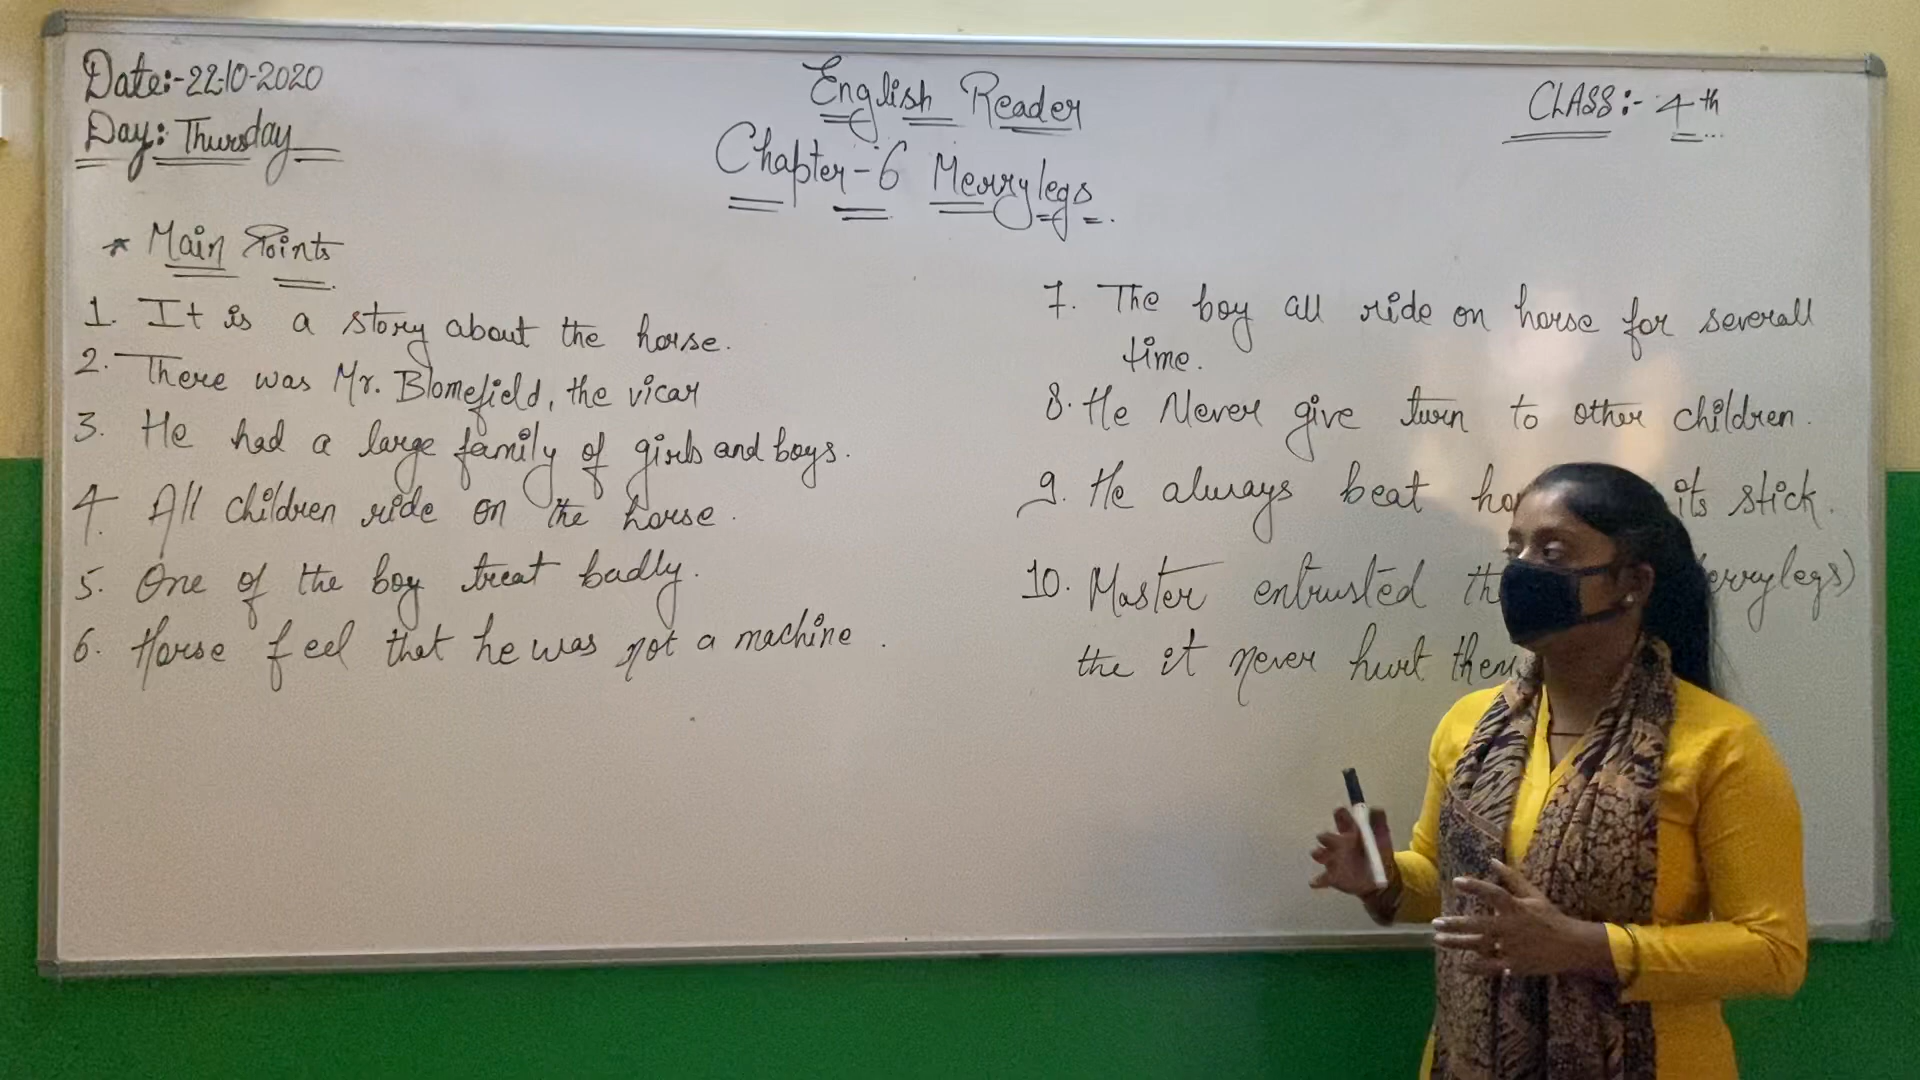 Date:-22-10-2020
Day: Thursday
English Reader
Chapter-6 Merrylegs
CLASS:- 4th
* Main Points
1. It is a story about the horse.
2. There was Mr. Blomefield, the vicar
3. He had a large family of girls and boys.
4. All children ride on the horse.
5. One of the boy treat badly.
6. Horse feel that he was not a machine.
7. The boy all ride on horse for severall
time.
8. He Never give turn to other children.
9. He always beat its stick.
10. Master entrusted
the it never hurt